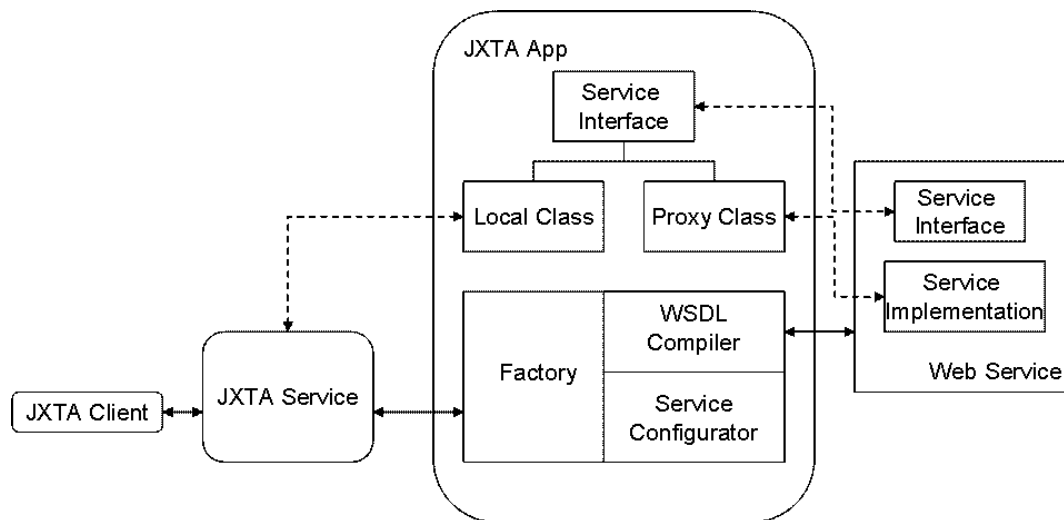 JXTA App
Service
Interface
Local Class
Proxy Class
Service
Interface
Service
Implementation
Web Service
WSDL
Compiler
Factory
Service
Configurator
JXTA Service
JXTA Client